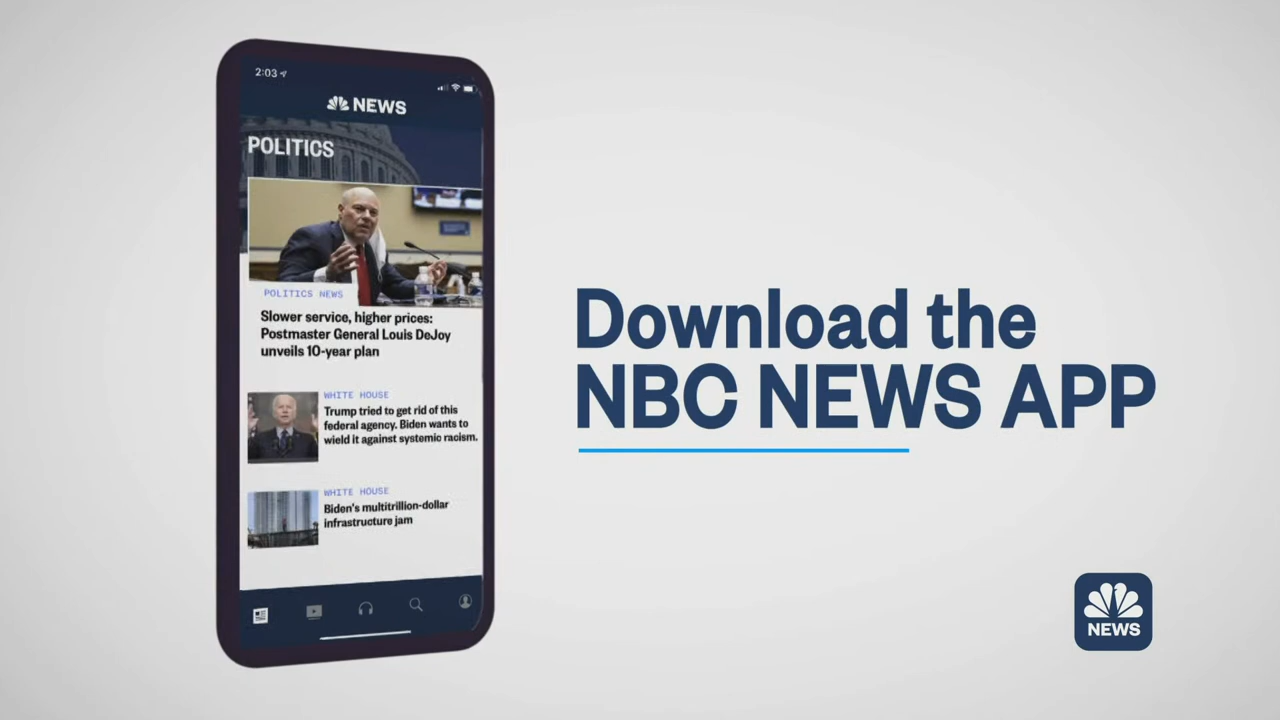 2:03
NEWS
POLITICS
POLITICS NEWS
Slower service, higher prices:
Postmaster General Louis DeJoy
unveils 10-year plan
WHITE HOUSE
Trump tried to get rid of this
federal agency. Biden wants to
wield it against systemic racism.
WHITE HOUSE
Biden's multitrillion-dollar
infrastructure jam
Download the
NBC NEWS APP
NEWS